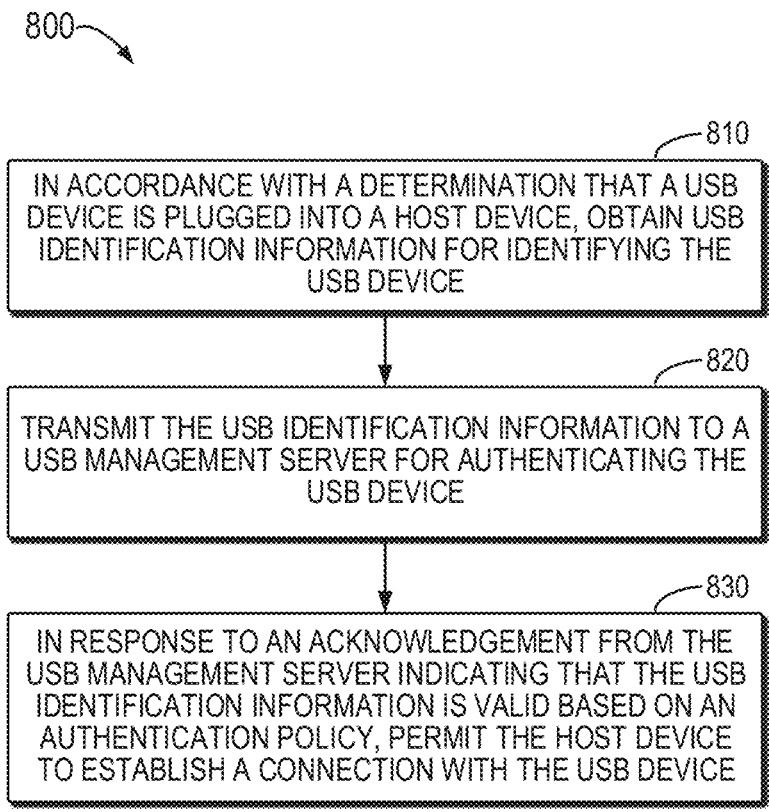 800
810
IN ACCORDANCE WITH A DETERMINATION THAT A USB
DEVICE IS PLUGGED INTO A HOST DEVICE, OBTAIN USB
IDENTIFICATION INFORMATION FOR IDENTIFYING THE
USB DEVICE
820
TRANSMIT THE USB IDENTIFICATION INFORMATION TO A
USB MANAGEMENT SERVER FOR AUTHENTICATING THE
USB DEVICE
830
IN RESPONSE TO AN ACKNOWLEDGEMENT FROM THE
USB MANAGEMENT SERVER INDICATING THAT THE USB
IDENTIFICATION INFORMATION IS VALID BASED ON AN
AUTHENTICATION POLICY, PERMIT THE HOST DEVICE
TO ESTABLISH A CONNECTION WITH THE USB DEVICE